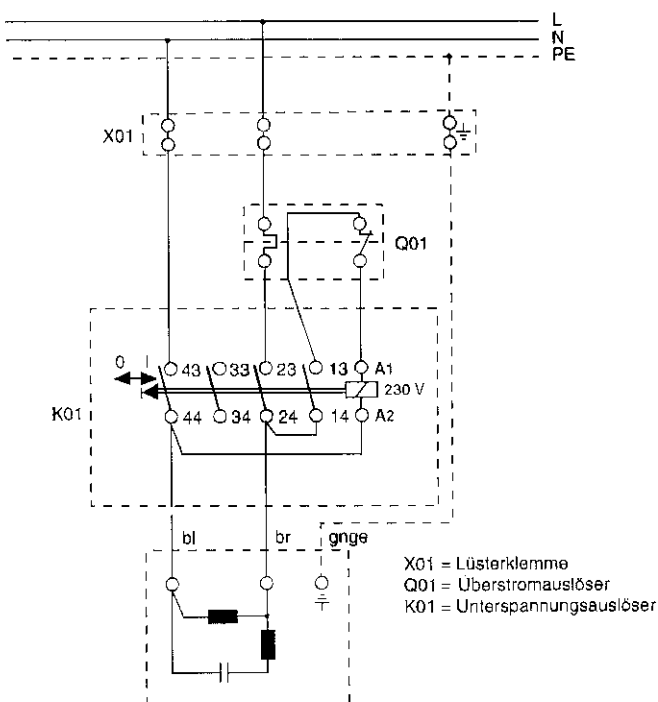 L
N
PE
X01
Q01
0 I 43 33 23 13 A1
230 V
K01
44 34 24 14 A2
bl br gnge
X01 = Lüsterklemme
Q01 = Überstromauslöser
K01 = Unterspannungsauslöser